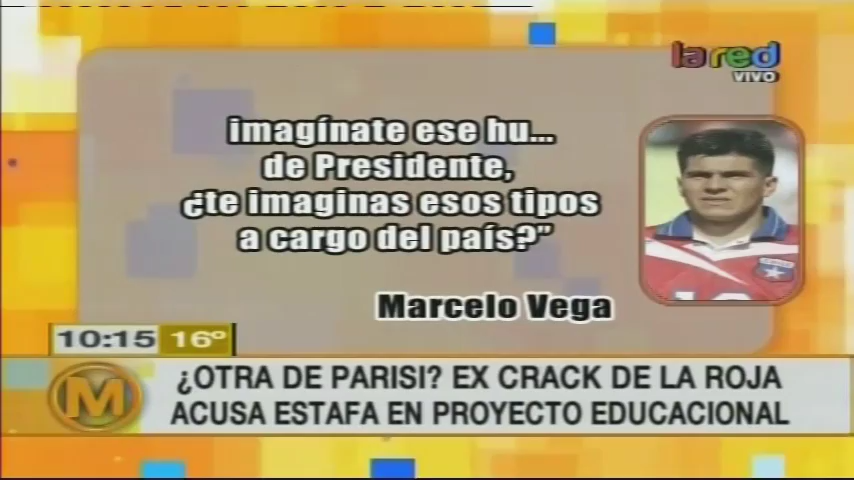 la red
VIVO
imagínate ese hu...
de Presidente,
¿te imaginas esos tipos
a cargo del país?”
Marcelo Vega
10:15 16°
M
¿OTRA DE PARISI? EX CRACK DE LA ROJA
ACUSA ESTAFA EN PROYECTO EDUCACIONAL